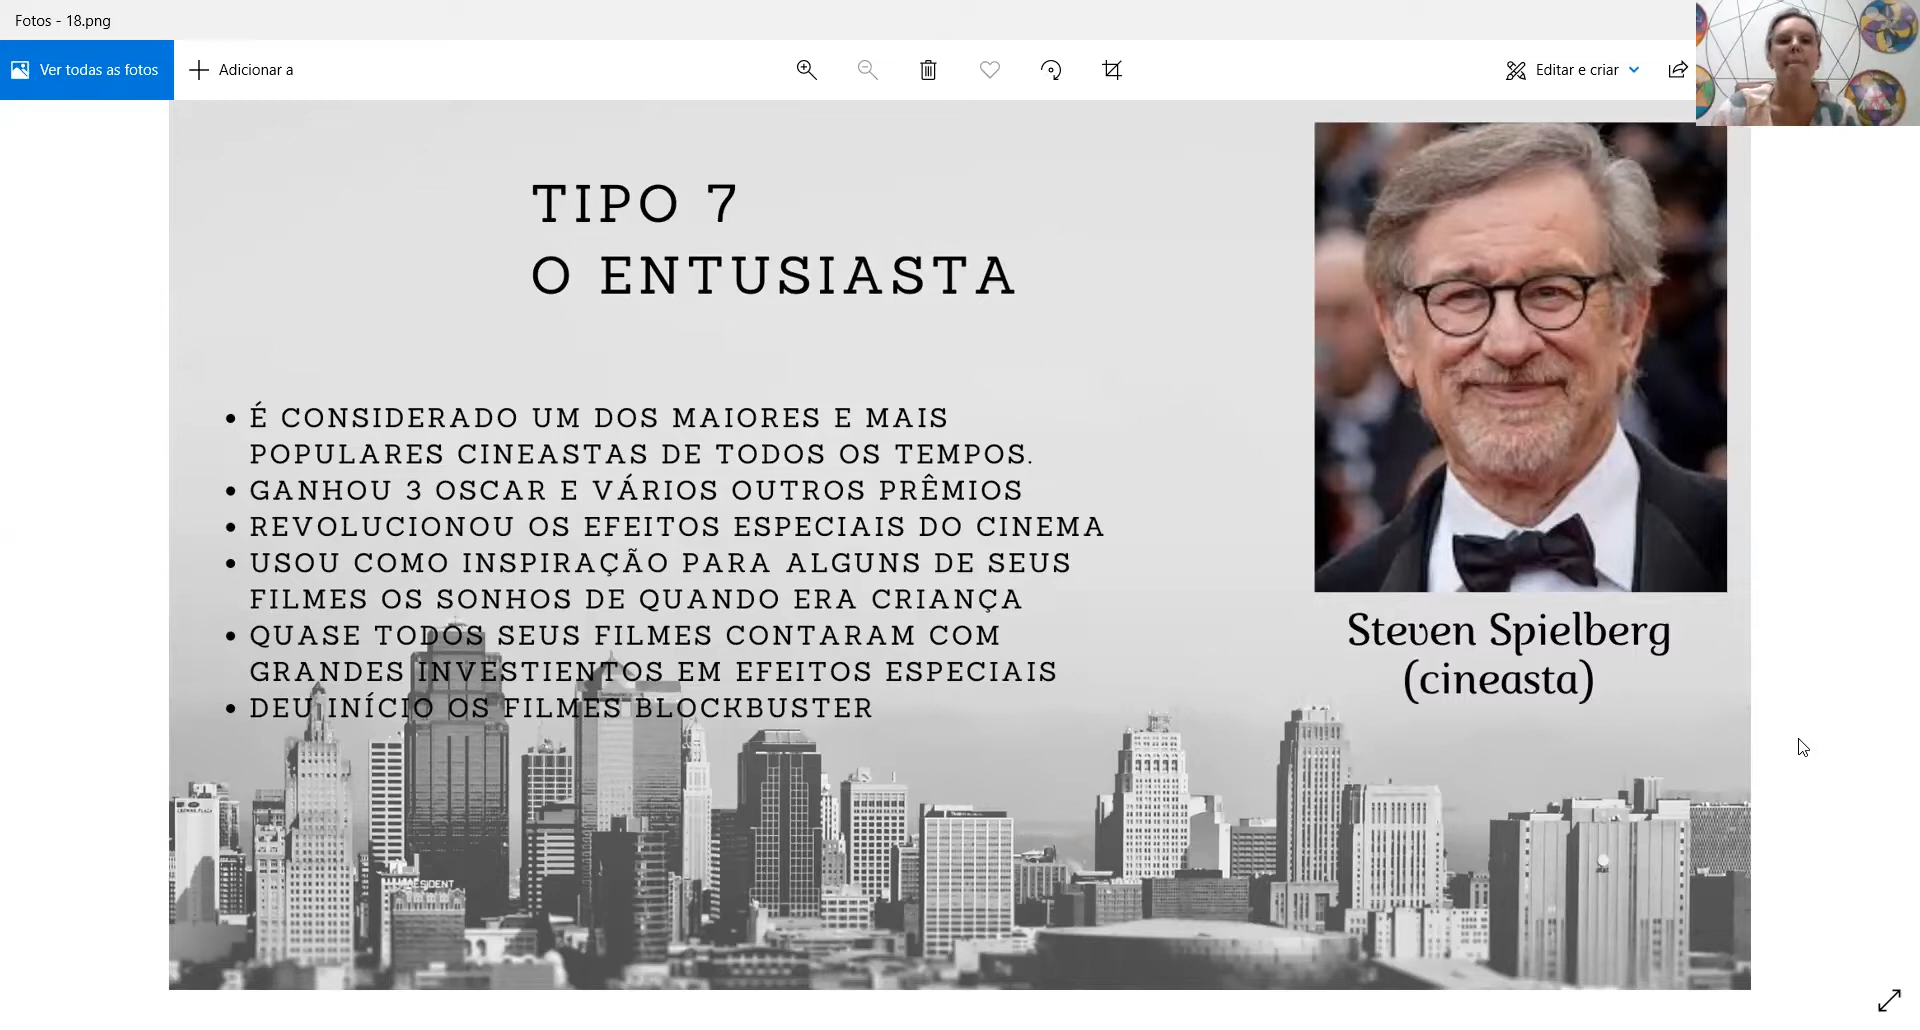 Fotos - 18.png
Ver todas as fotos
Adicionar a
Editar e criar
TIPO 7
O ENTUSIASTA
• É CONSIDERADO UM DOS MAIORES E MAIS
POPULARES CINEASTAS DE TODOS OS TEMPOS.
• GANHOU 3 OSCAR E VÁRIOS OUTROS PRÊMIOS
• REVOLUCIONOU OS EFEITOS ESPECIAIS DO CINEMA
• USOU COMO INSPIRAÇÃO PARA ALGUNS DE SEUS
FILMES OS SONHOS DE QUANDO ERA CRIANÇA
• QUASE TODOS SEUS FILMES CONTARAM COM
GRANDES INVESTIENTOS EM EFEITOS ESPECIAIS
• DEU INÍCIO OS FILMES BLOCKBUSTER
Steven Spielberg
(cineasta)